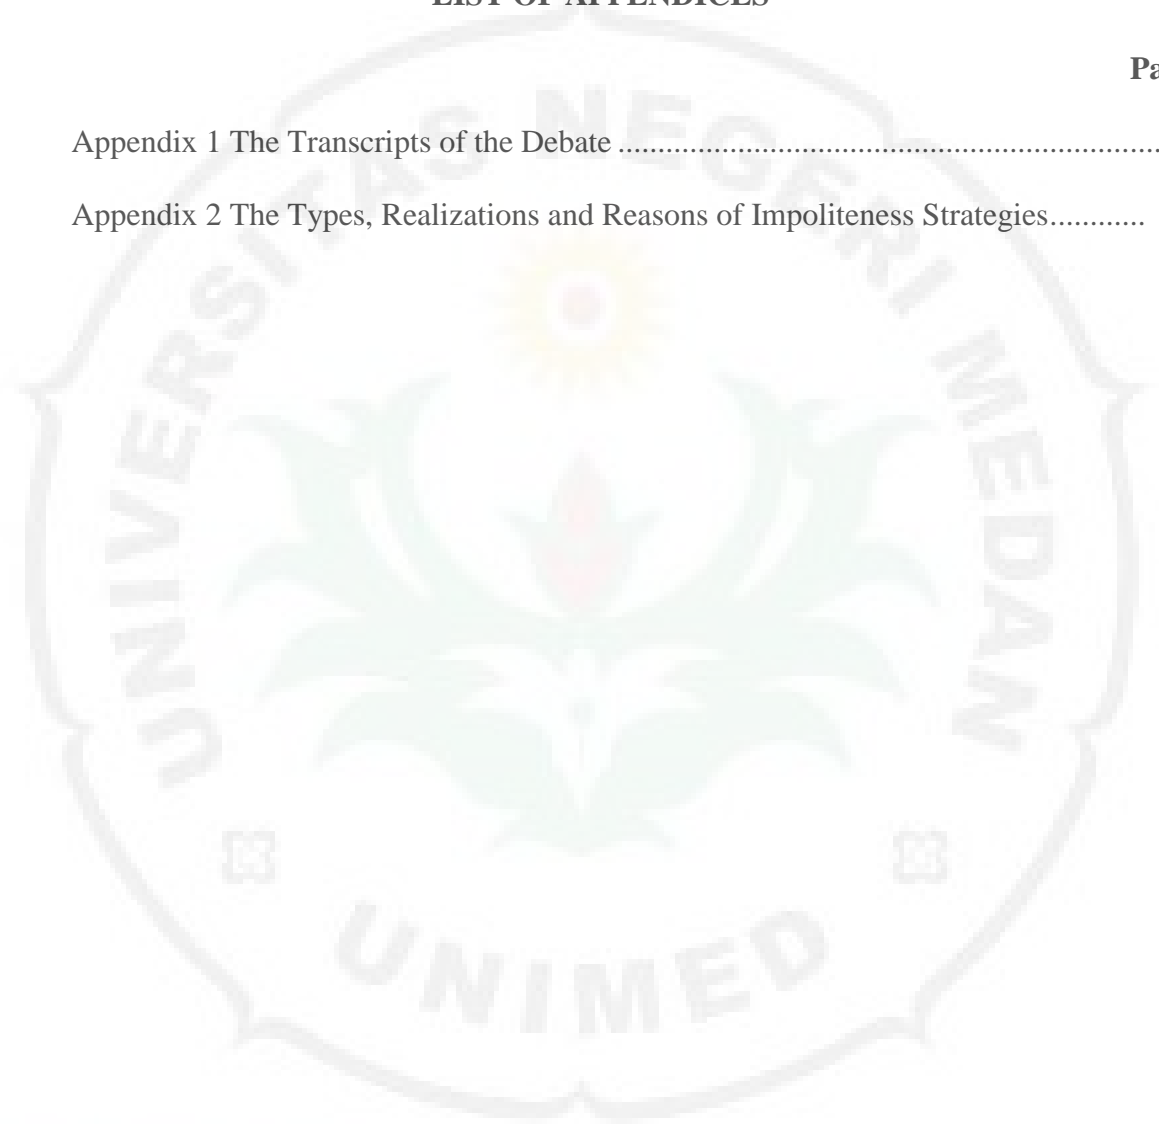 LIST OF APPENDICES
Appendix 1 The Transcripts of the Debate ....................................................................................
Appendix 2 The Types, Realizations and Reasons of Impoliteness Strategies............
UNIVERSITAS NEGERI MEDAN
UNIMED